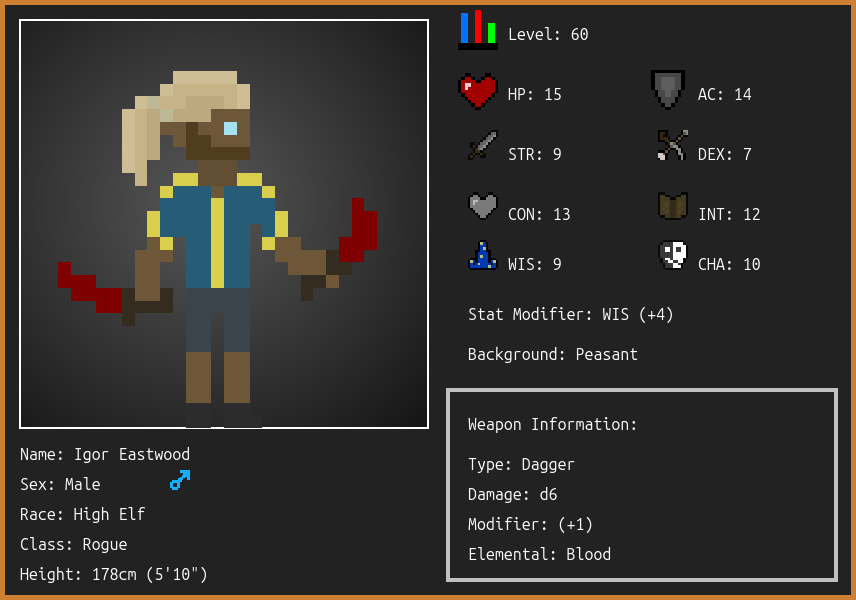 Level: 60
HP: 15
AC: 14
STR: 9
DEX: 7
CON: 13
INT: 12
WIS: 9
CHA: 10
Stat Modifier: WIS (+4)
Background: Peasant
Weapon Information:
Type: Dagger
Damage: d6
Modifier: (+1)
Elemental: Blood
Name: Igor Eastwood
Sex: Male
Race: High Elf
Class: Rogue
Height: 178cm (5'10")